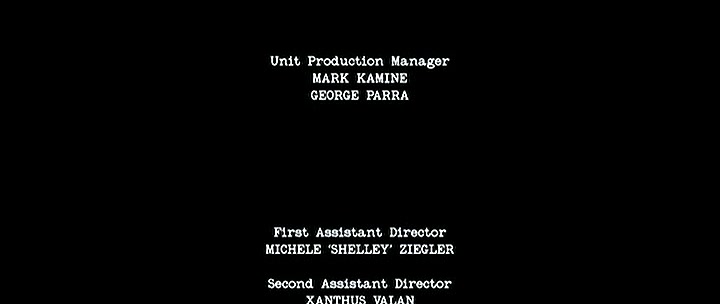 Unit Production Manager
MARK KAMINE
GEORGE PARRA
First Assistant Director
MICHELE 'SHELLEY' ZIEGLER
Second Assistant Director
XANTHUS VALAN